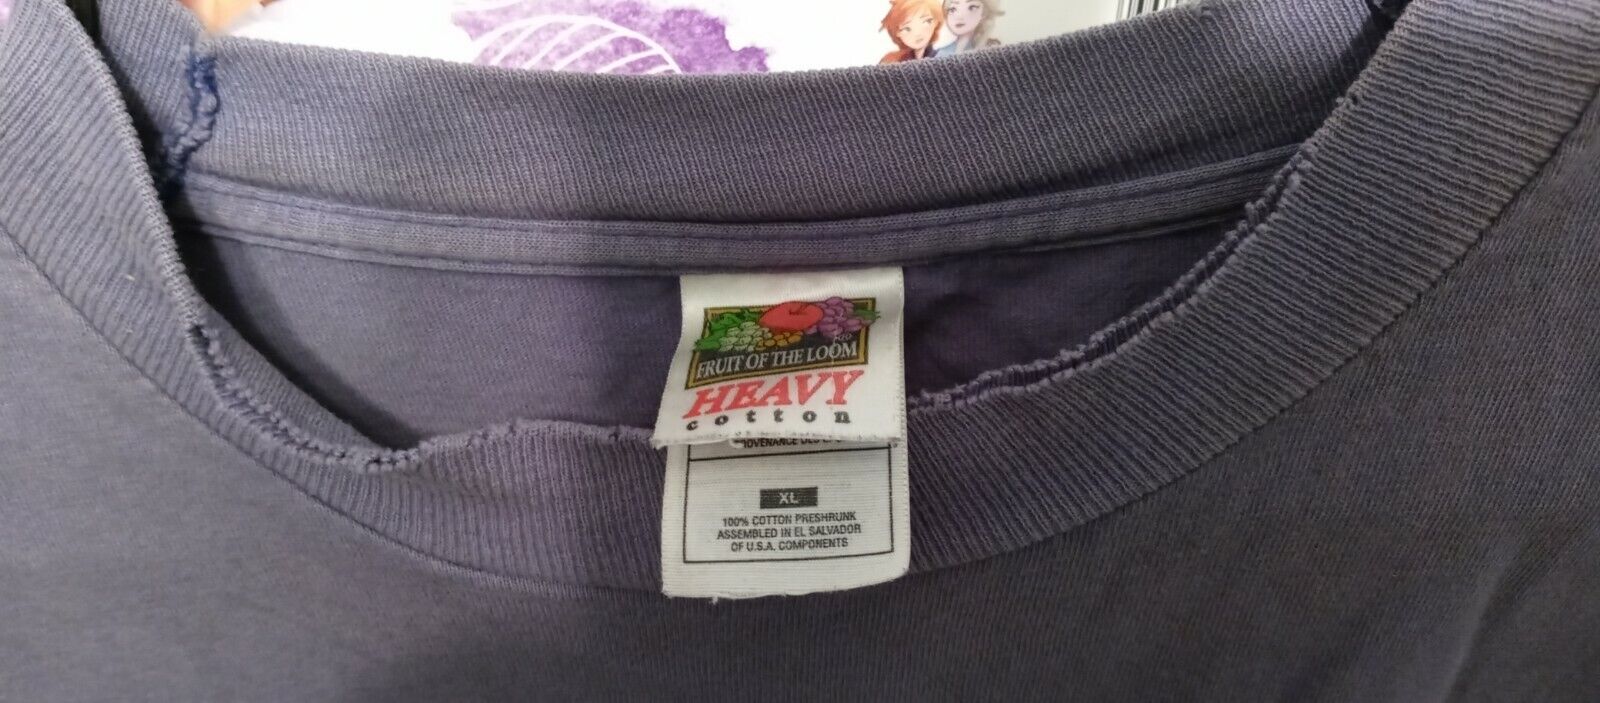 FRUIT OF THE LOOM
HEAVY
cotton
XL
100% COTTON PRESHRUNK
ASSEMBLED IN EL SALVADOR
OF U.S.A. COMPONENTS